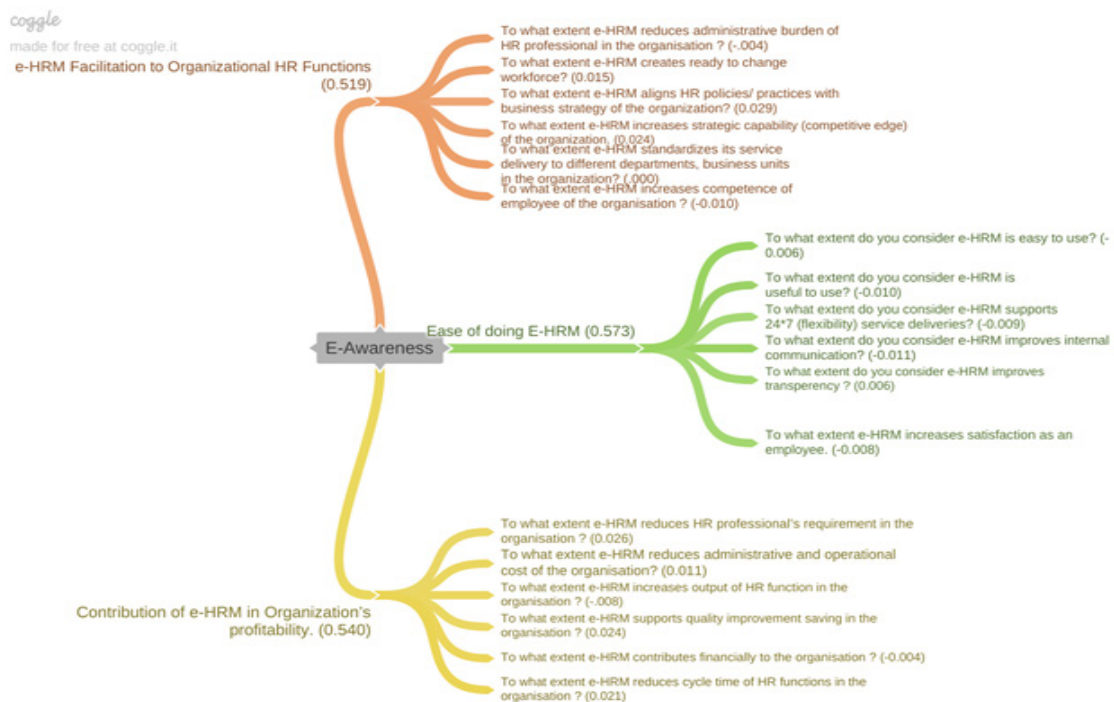 coggle
made for free at coggle.it
e-HRM Facilitation to Organizational HR Functions
(0.519)
To what extent e-HRM reduces administrative burden of
HR professional in the organisation ? (-.004)
To what extent e-HRM creates ready to change
workforce? (0.015)
To what extent e-HRM aligns HR policies/ practices with
business strategy of the organization? (0.029)
To what extent e-HRM increases strategic capability (competitive edge)
of the organization. (0.024)
To what extent e-HRM standardizes its service
delivery to different departments, business units
in the organization? (.000)
To what extent e-HRM increases competence of
employee of the organisation ? (-0.010)
E-Awareness
Ease of doing E-HRM (0.573)
To what extent do you consider e-HRM is easy to use? (-
0.006)
To what extent do you consider e-HRM is
useful to use? (-0.010)
To what extent do you consider e-HRM supports
24*7 (flexibility) service deliveries? (-0.009)
To what extent do you consider e-HRM improves internal
communication? (-0.011)
To what extent do you consider e-HRM improves
transperency ? (0.006)
To what extent e-HRM increases satisfaction as an
employee. (-0.008)
Contribution of e-HRM in Organization's
profitability. (0.540)
To what extent e-HRM reduces HR professional's requirement in the
organisation ? (0.026)
To what extent e-HRM reduces administrative and operational
cost of the organisation? (0.011)
To what extent e-HRM increases output of HR function in the
organisation ? (-.008)
To what extent e-HRM supports quality improvement saving in the
organisation ? (0.024)
To what extent e-HRM contributes financially to the organisation ? (-0.004)
To what extent e-HRM reduces cycle time of HR functions in the
organisation ? (0.021)